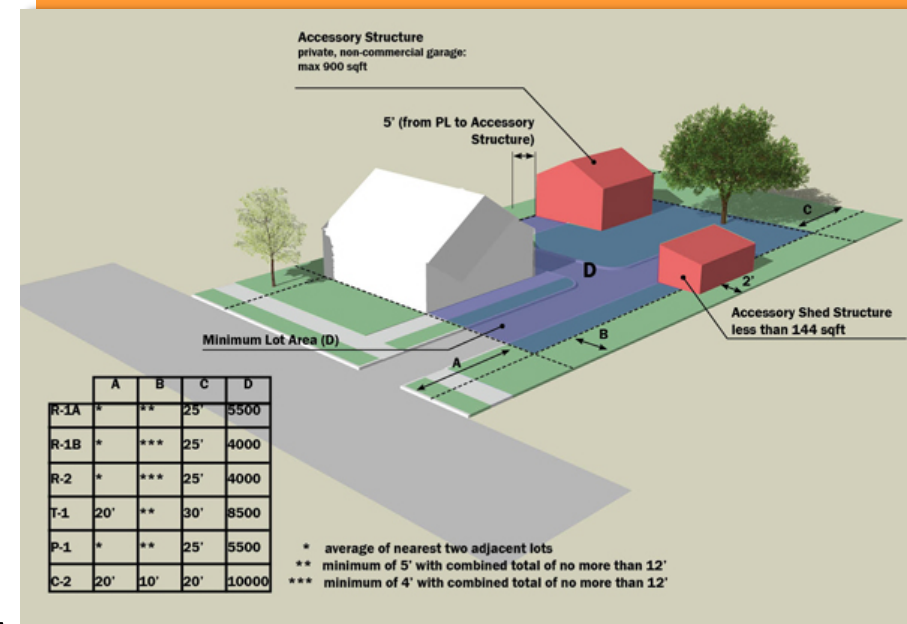 Accessory Structure
private, non-commercial garage:
max 900 sqft
5' (from PL to Accessory
Structure)
C
D
2'
Accessory Shed Structure
less than 144 sqft
B
Minimum Lot Area (D)
A
A B C D
R-1A * ** 25' 5500
R-1B * *** 25' 4000
R-2 * *** 25' 4000
T-1 20' ** 30' 8500
P-1 * ** 25' 5500
C-2 20' 10' 20' 10000
* average of nearest two adjacent lots
** minimum of 5' with combined total of no more than 12'
*** minimum of 4' with combined total of no more than 12'